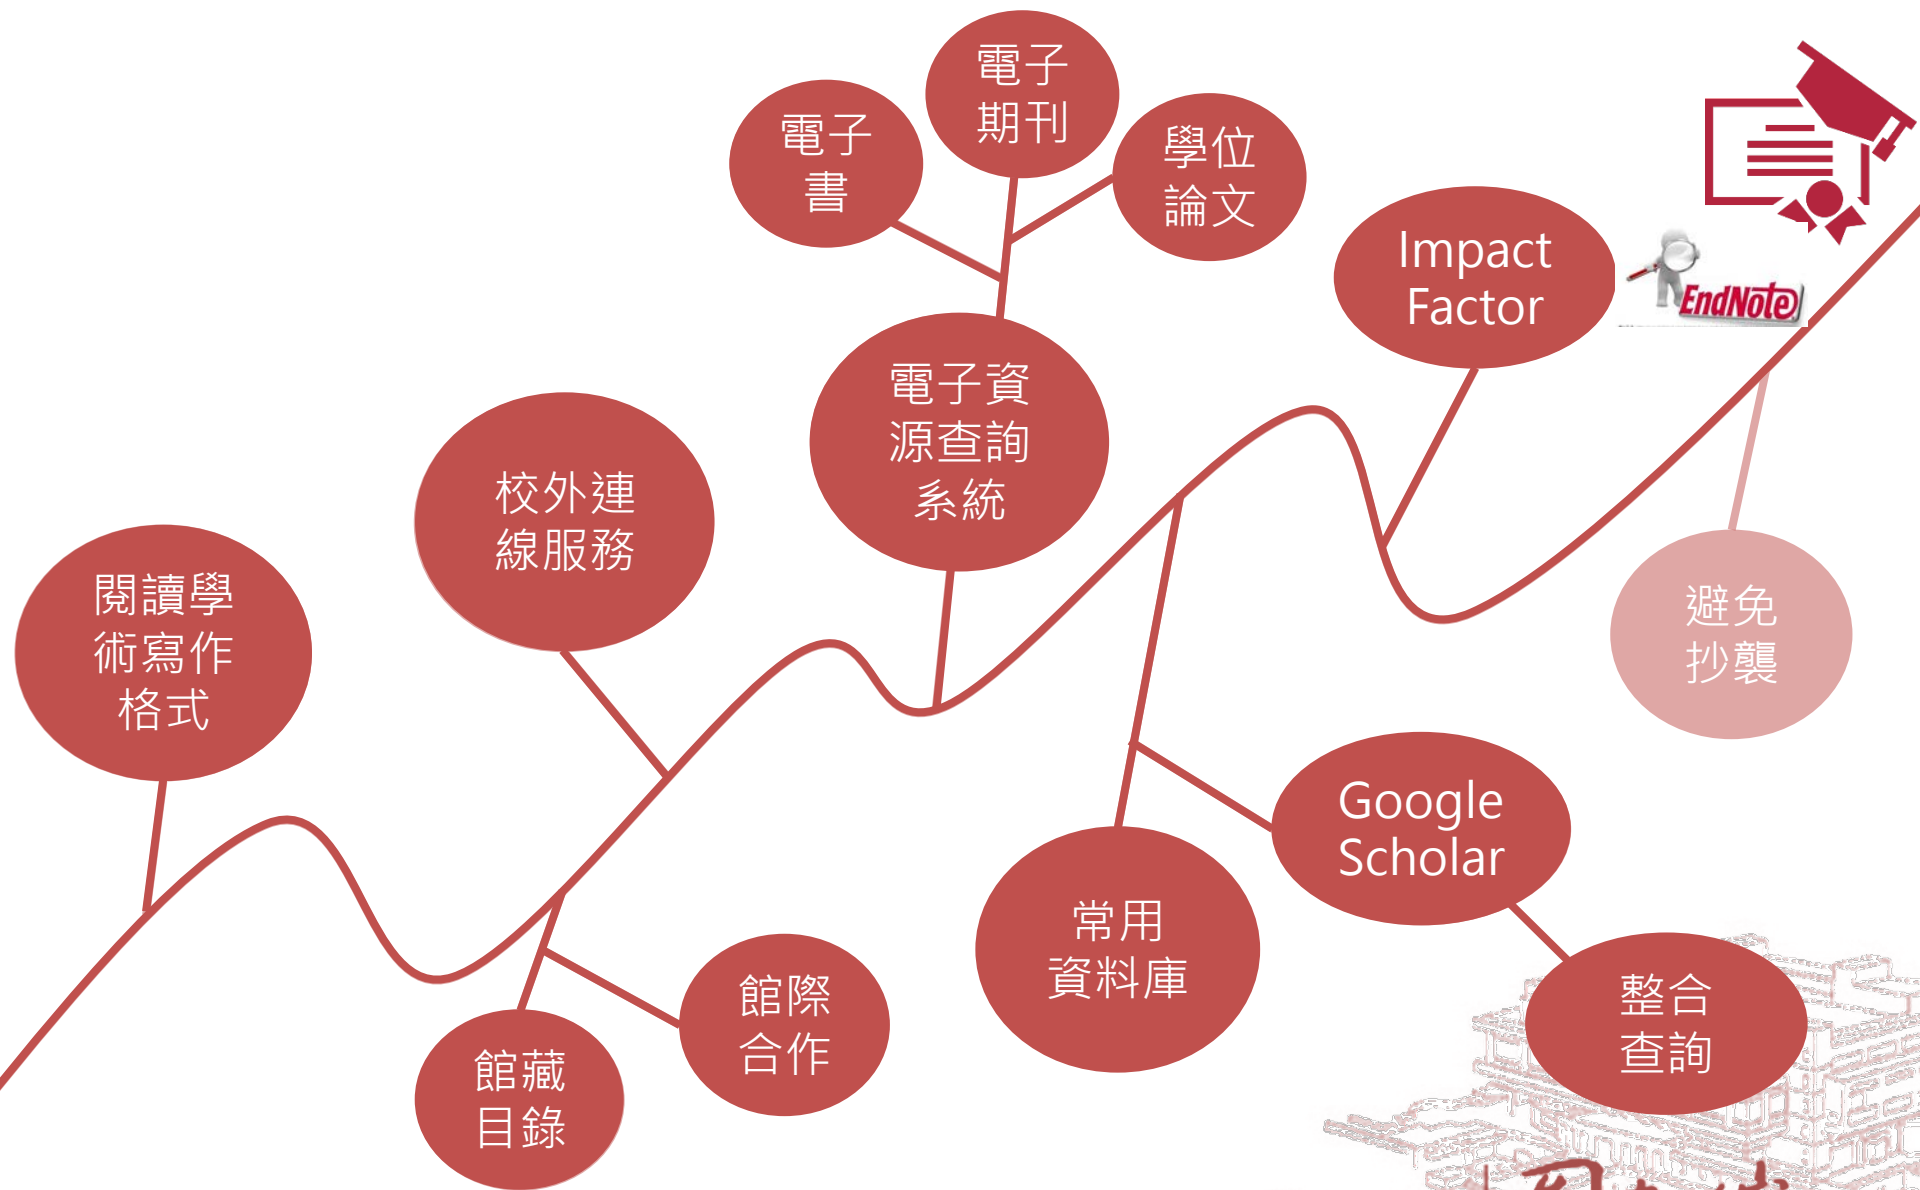 電子
期刊
電子
書
學位
論文
Impact
Factor
EndNote
電子資
源查詢
系統
校外連
線服務
閱讀學
術寫作
格式
避免
抄襲
Google
Scholar
常用
資料庫
館際
合作
整合
查詢
館藏
目錄